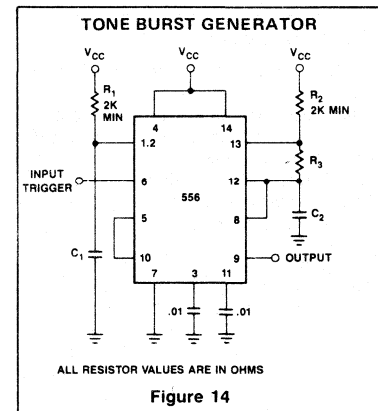 TONE BURST GENERATOR
VCC
VCC
VCC
R1
2K
MIN
R2
2K MIN
4
14
1.2
13
R3
INPUT
TRIGGER
6
12
556
5
8
C2
C1
10
9
OUTPUT
7
3
11
.01
.01
ALL RESISTOR VALUES ARE IN OHMS
Figure 14